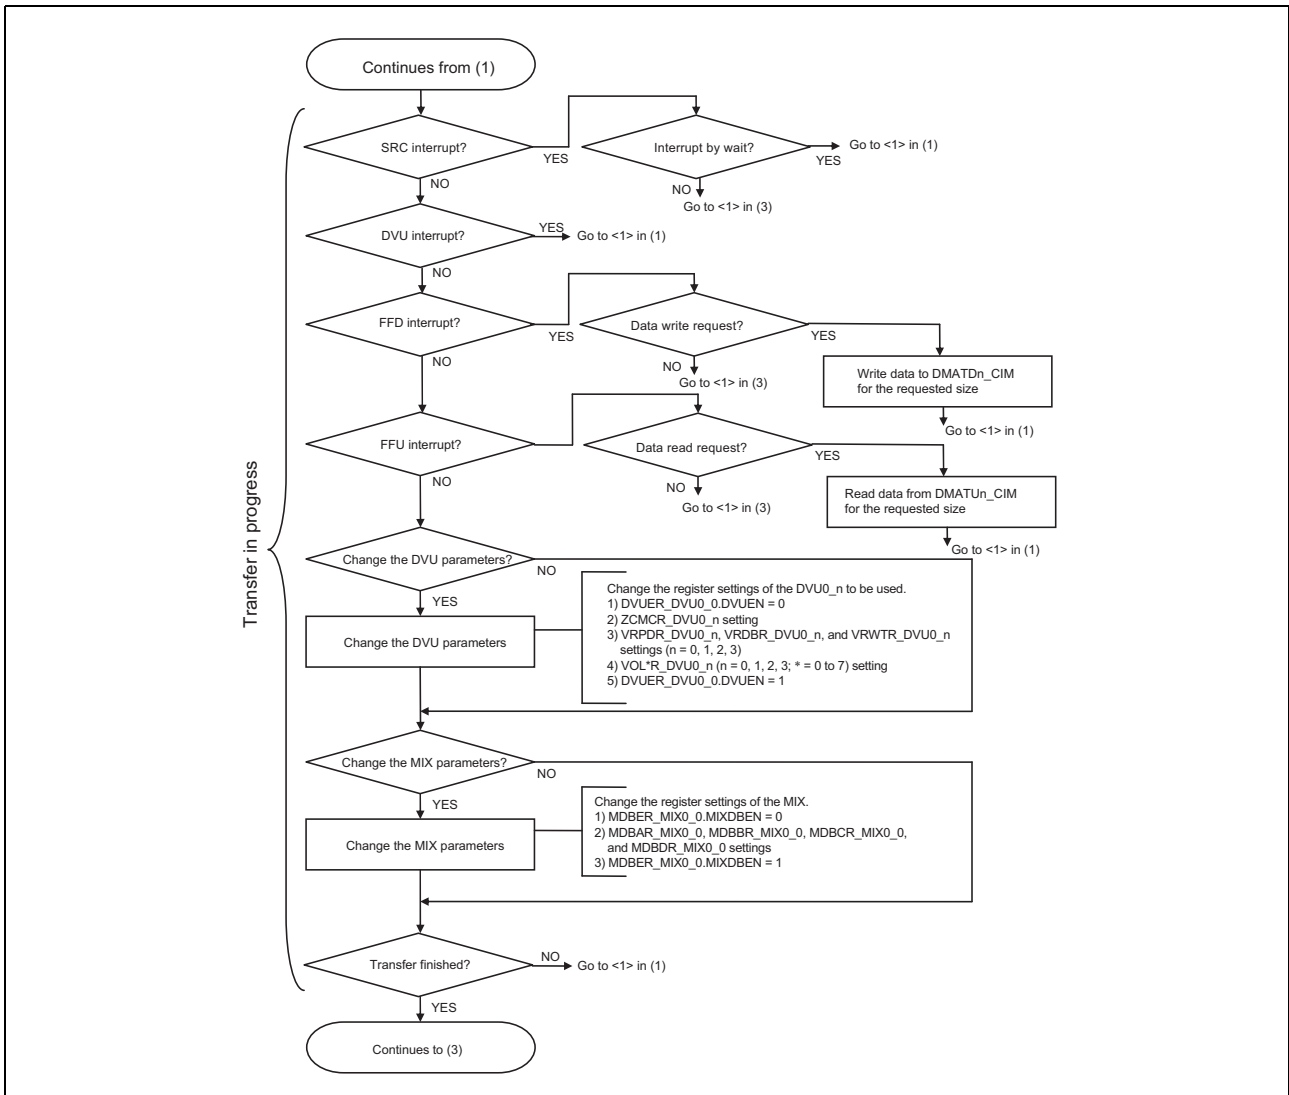 Continues from (1)
SRC interrupt?
YES
Interrupt by wait?
YES
Go to <1> in (1)
NO
NO
Go to <1> in (3)
DVU interrupt?
YES
Go to <1> in (1)
NO
FFD interrupt?
YES
Data write request?
YES
NO
NO
Go to <1> in (3)
Write data to DMATDn_CIM
for the requested size
Go to <1> in (1)
FFU interrupt?
Data read request?
YES
NO
NO
Go to <1> in (3)
Read data from DMATUn_CIM
for the requested size
Go to <1> in (1)
Transfer in progress
Change the DVU parameters?
NO
YES
Change the DVU parameters
Change the register settings of the DVU0_n to be used.
1) DVUER_DVU0_0.DVUEN = 0
2) ZCMCR_DVU0_n setting
3) VRPDR_DVU0_n, VRDBR_DVU0_n, and VRWTR_DVU0_n
settings (n = 0, 1, 2, 3)
4) VOL*R_DVU0_n (n = 0, 1, 2, 3; * = 0 to 7) setting
5) DVUER_DVU0_0.DVUEN = 1
Change the MIX parameters?
NO
YES
Change the MIX parameters
Change the register settings of the MIX.
1) MDBER_MIX0_0.MIXDBEN = 0
2) MDBAR_MIX0_0, MDBBR_MIX0_0, MDBCR_MIX0_0,
and MDBDR_MIX0_0 settings
3) MDBER_MIX0_0.MIXDBEN = 1
Transfer finished?
NO
Go to <1> in (1)
YES
Continues to (3)